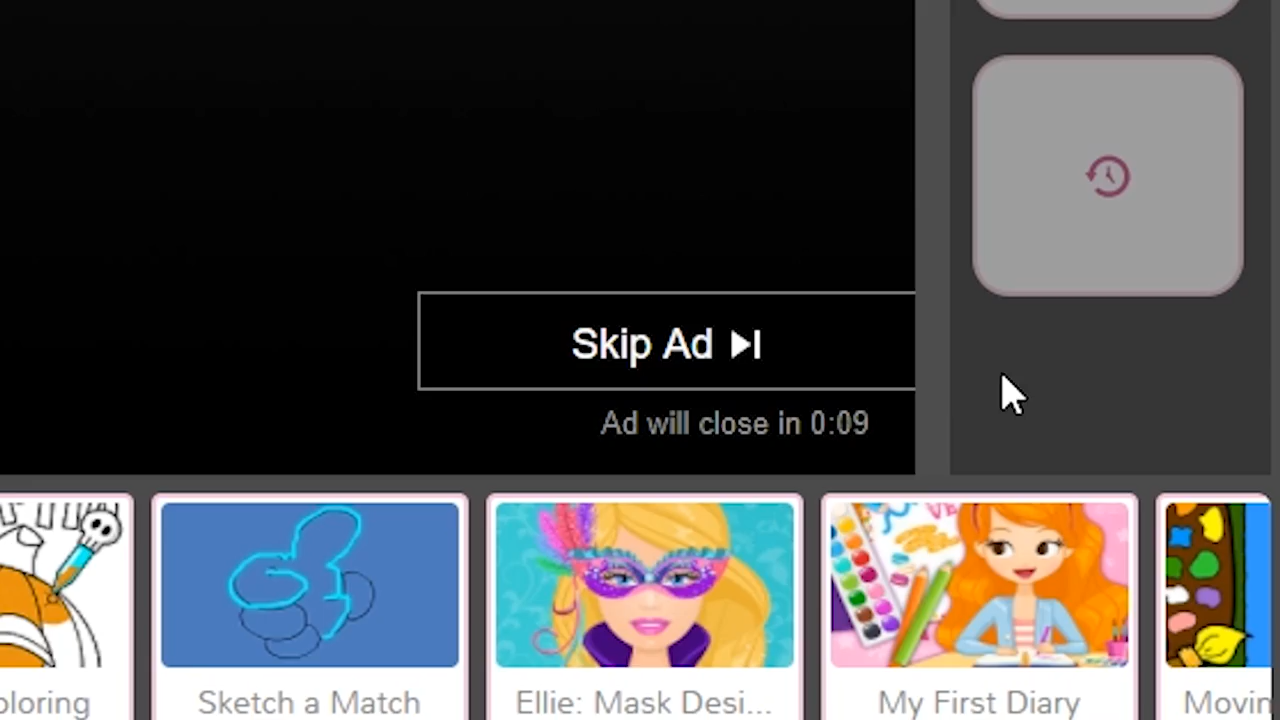 Skip Ad
Ad will close in 0:09
oloring
Sketch a Match
Ellie: Mask Desi...
My First Diary
Movin